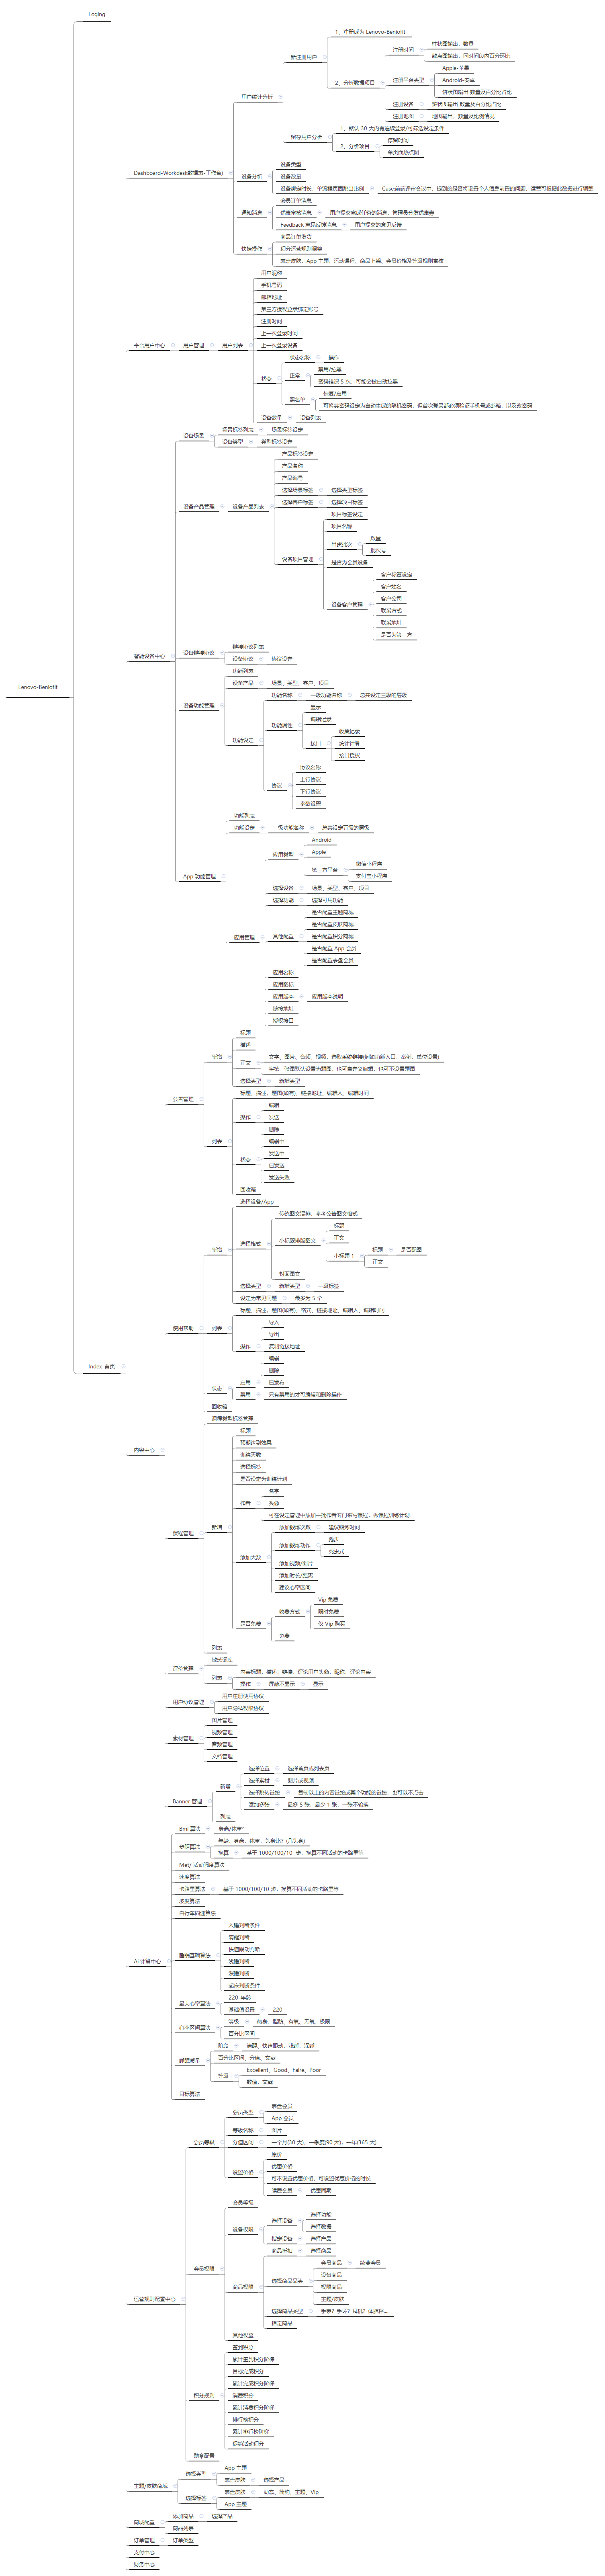 Loging
1、注册成为 Lenovo-Beniofit
柱状图输出、数量
注册时间
散点图输出、同时间段内百分环比
新注册用户
Apple-苹果
2、分析数据项目
注册平台类型
Android-安卓
饼状图输出 数量及百分比占比
用户统计分析
注册设备
饼状图输出 数量及百分比占比
注册地图
地图输出、数量及比例情况
1、默认 30 天内有连续登录/可筛选设定条件
留存用户分析
停留时间
2、分析项目
单页面热点图
设备类型
Dashboard-Workdesk数据表-工作台)
设备分析
设备数量
设备绑定时长、单流程页面跳出比例
Case:前端评审会议中，提到的是否将设置个人信息前置的问题，运营可根据此数据进行调整
会员订单消息
通知消息
优惠审核消息
用户提交完成任务的消息，管理员分发优惠券
Feedback 意见反馈消息
用户提交的意见反馈
商品订单发货
快捷操作
积分运营规则调整
表盘皮肤、App 主题、运动课程、商品上架、会员价格及等级规则审核
用户昵称
手机号码
邮箱地址
第三方授权登录绑定账号
注册时间
上一次登录时间
平台用户中心
用户管理
用户列表
上一次登录设备
状态名称
操作
禁用/拉黑
状态
正常
密码错误 5 次，可能会被自动拉黑
恢复/启用
黑名单
可将其密码设定为自动生成的随机密码，但首次登录都必须验证手机号或邮箱，以及改密码
设备数量
设备列表
场景标签列表
场景标签设定
设备场景
设备类型
类型标签设定
产品标签设定
产品名称
产品编号
选择场景标签
选择类型标签
选择客户标签
选择项目标签
设备产品管理
设备产品列表
项目标签设定
项目名称
数量
出货批次
批次号
设备项目管理
是否为会员设备
客户标签设定
客户姓名
客户公司
设备客户管理
联系方式
联系地址
是否为第三方
链接协议列表
智能设备中心
设备链接协议
设备协议
协议设定
功能列表
设备产品
场景、类型、客户、项目
功能名称
一级功能名称
总共设定三级的层级
设备功能管理
显示
编辑记录
功能属性
收集记录
功能设定
接口
统计计算
接口授权
协议名称
上行协议
协议
下行协议
参数设置
功能列表
功能设定
一级功能名称
总共设定五级的层级
Android
应用类型
Apple
微信小程序
第三方平台
支付宝小程序
App 功能管理
选择设备
场景、类型、客户、项目
选择功能
选择可用功能
是否配置主题商城
是否配置皮肤商城
应用管理
其他配置
是否配置积分商城
是否配置 App 会员
是否配置表盘会员
应用名称
应用图标
应用版本
应用版本说明
链接地址
授权接口
Lenovo-Beniofit
标题
描述
新增
文字、图片、音频、视频、选取系统链接(例如功能入口、举例、单位设置)
正文
将第一张图默认设置为题图，也可自定义编辑，也可不设置题图
选择类型
新增类型
公告管理
标题、描述、题图(如有)、链接地址、编辑人、编辑时间
编辑
操作
发送
删除
列表
编辑中
状态
发送中
已发送
发送失败
回收箱
选择设备/App
传统图文混排，参考公告图文格式
标题
正文
选择格式
小标题排版图文
标题
是否配图
新增
小标题 1
正文
封面图文
选择类型
新增类型
一级标签
设定为常见问题
最多为 5 个
标题、描述、题图(如有)、格式、链接地址、编辑人、编辑时间
导入
使用帮助
列表
导出
操作
复制链接地址
编辑
删除
启用
已发布
状态
禁用
只有禁用的才可编辑和删除操作
回收箱
Index-首页
课程类型标签管理
标题
预期达到效果
训练天数
选择标签
是否设定为训练计划
名字
作者
头像
可在设定管理中添加一批作者专门来写课程、做课程训练计划
内容中心
课程管理
新增
添加锻炼次数
建议锻炼时间
跑步
添加锻炼动作
死虫式
添加天数
添加视频/图片
添加时长/距离
建议心率区间
Vip 免费
收费方式
限时免费
是否免费
仅 Vip 购买
免费
列表
敏感词库
评价管理
内容标题、描述、链接、评论用户头像、昵称、评论内容
列表
操作
屏蔽不显示
显示
用户注册使用协议
用户协议管理
用户隐私权限协议
图片管理
视频管理
素材管理
音频管理
文档管理
选择位置
选择首页或列表页
选择素材
图片或视频
新增
选择跳转链接
复制以上的内容链接或某个功能的链接，也可以不点击
Banner 管理
添加多张
最多 5 张，最少 1 张，一张不轮播
列表
Bmi 算法
身高/体重²
年龄、身高、体重、头身比？(几头身)
步距算法
换算
基于 1000/100/10 步，换算不同活动的卡路里等
Met/ 活动强度算法
速度算法
卡路里算法
基于 1000/100/10 步，换算不同活动的卡路里等
坡度算法
自行车踏速算法
入睡判断条件
清醒判断
快速眼动判断
AI 计算中心
睡眠基础算法
浅睡判断
深睡判断
起床判断条件
220-年龄
最大心率算法
基础值设置
220
等级
热身、脂肪、有氧、无氧、极限
心率区间算法
百分比区间
阶段
清醒、快速眼动、浅睡、深睡
睡眠质量
百分比区间、分值、文案
Excellent、Good、Faire、Poor
等级
数值、文案
目标算法
表盘会员
会员类型
App 会员
等级名称
图片
会员等级
分值区间
一个月(30 天)、一季度(90 天)、一年(365 天)
原价
优惠价格
设置价格
可不设置优惠价格，可设置优惠价格的时长
续费会员
优惠周期
会员等级
选择功能
选择设备
选择数据
设备权限
指定设备
选择产品
商品折扣
选择商品
会员权限
会员商品
续费会员
设备商品
选择商品品类
权限商品
商品权限
主题/皮肤
选择商品类型
手表？手环？耳机？体脂秤....
指定商品
运营规则配置中心
其他权益
签到积分
累计签到积分阶梯
目标完成积分
累计完成积分阶梯
积分规则
消费积分
累计消费积分阶梯
排行榜积分
累计排行榜阶梯
促销活动积分
勋章配置
App 主题
选择类型
表盘皮肤
选择产品
主题/皮肤商城
表盘皮肤
动态、简约、主题、Vip
选择标签
App 主题
添加商品
选择产品
商城配置
商品列表
订单管理
订单类型
支付中心
财务中心